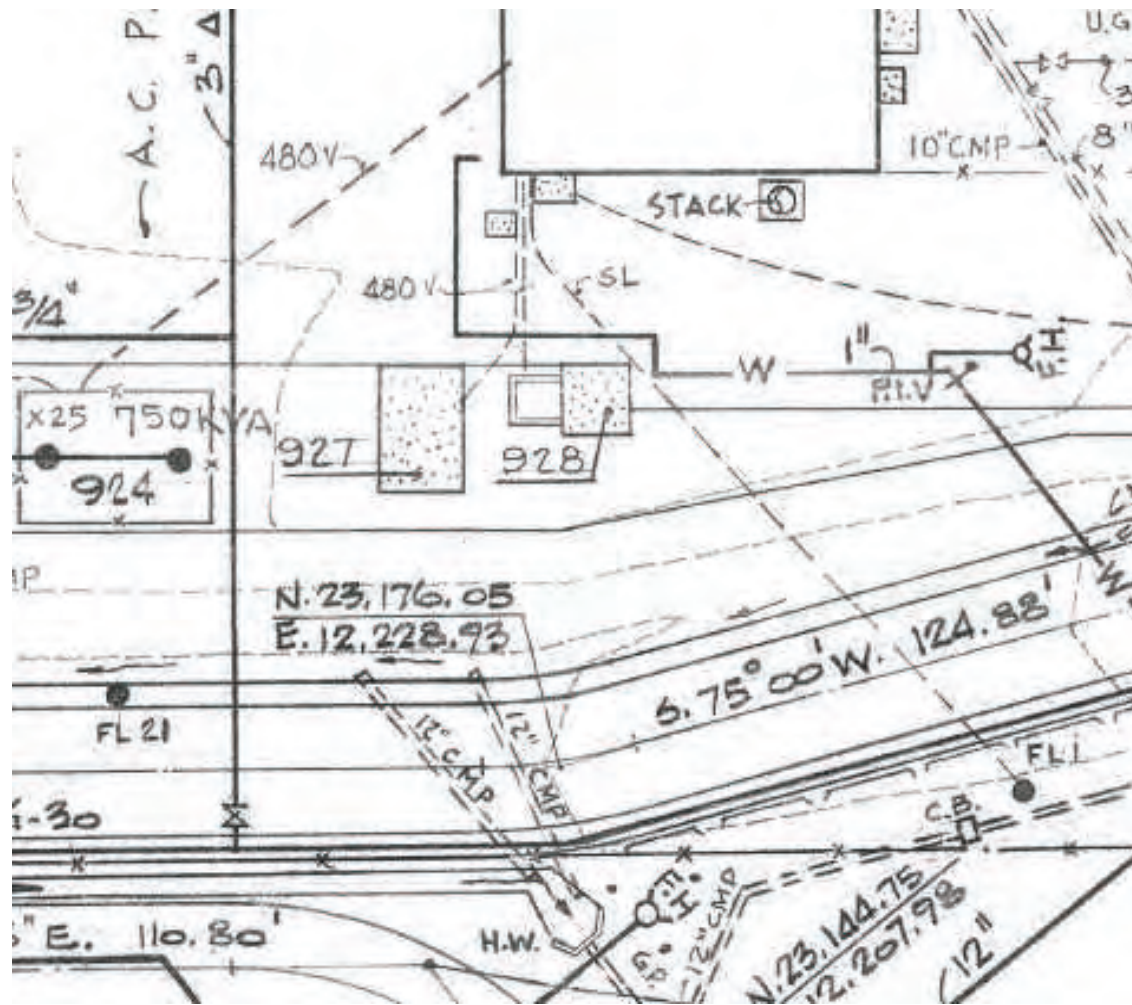 A.C. P.
3"
U.G
480V
10" CMP
8"
STACK
SL
480V
3/4"
1"
W
F.H.
P.I.V
X25 750KVA
927
928
924
N. 23,176.05
E. 12,228.93
S. 75° 00' W. 124.88'
W
FL 21
12" C.M.P
12" CMP
FL.1
-30
C.B.
F.H.
12" CMP
" E. 110.80'
H.W.
G.P.
N. 23,144.75
12,207.98
12"